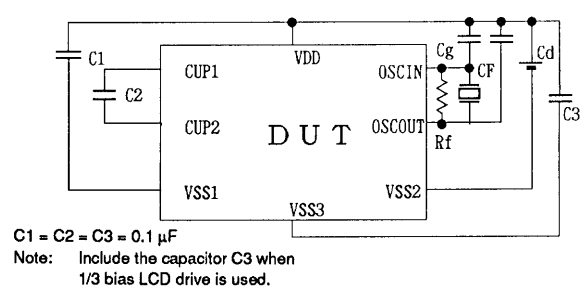 VDD
Cg
Cd
C1
CUP1
OSCIN
CF
C2
C3
CUP2
DUT
OSCOUT
Rf
VSS1
VSS2
VSS3
C1 = C2 = C3 = 0.1 µF
Note: Include the capacitor C3 when
1/3 bias LCD drive is used.